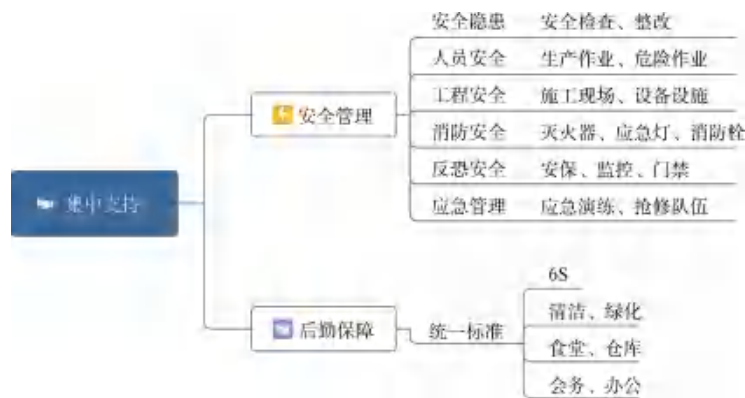 安全隐患 安全检查、整改
人员安全 生产作业、危险作业
工程安全 施工现场、设备设施
安全管理
消防安全 灭火器、应急灯、消防栓
反恐安全 安保、监控、门禁
集中支持
应急管理 应急演练、抢修队伍
6S
清洁、绿化
后勤保障 统一标准
食堂、仓库
会务、办公